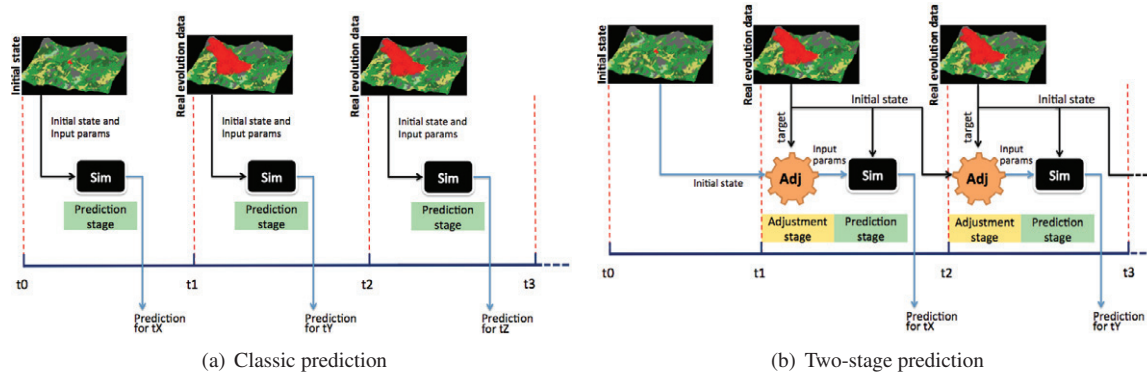 Initial state
Real evolution data
Real evolution data
Initial state and
Input params
Initial state and
Input params
Initial state and
Input params
Sim
Sim
Sim
Prediction
stage
Prediction
stage
Prediction
stage
t0
t1
t2
t3
Prediction
for tX
Prediction
for tY
Prediction
for tZ
(a) Classic prediction
Initial state
Real evolution data
Real evolution data
Initial state
Initial state
target
target
Input
params
Input
params
Initial state
Adj
Sim
Adj
Sim
Adjustment
stage
Prediction
stage
Adjustment
stage
Prediction
stage
t0
t1
t2
t3
Prediction
for tX
Prediction
for tY
(b) Two-stage prediction